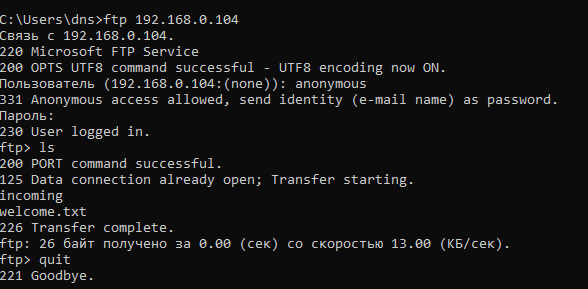 C:\Users\dns>ftp 192.168.0.104
Связь с 192.168.0.104.
220 Microsoft FTP Service
200 OPTS UTF8 command successful - UTF8 encoding now ON.
Пользователь (192.168.0.104:(none)): anonymous
331 Anonymous access allowed, send identity (e-mail name) as password.
Пароль:
230 User logged in.
ftp> ls
200 PORT command successful.
125 Data connection already open; Transfer starting.
incoming
welcome.txt
226 Transfer complete.
ftp: 26 байт получено за 0.00 (сек) со скоростью 13.00 (КБ/сек).
ftp> quit
221 Goodbye.